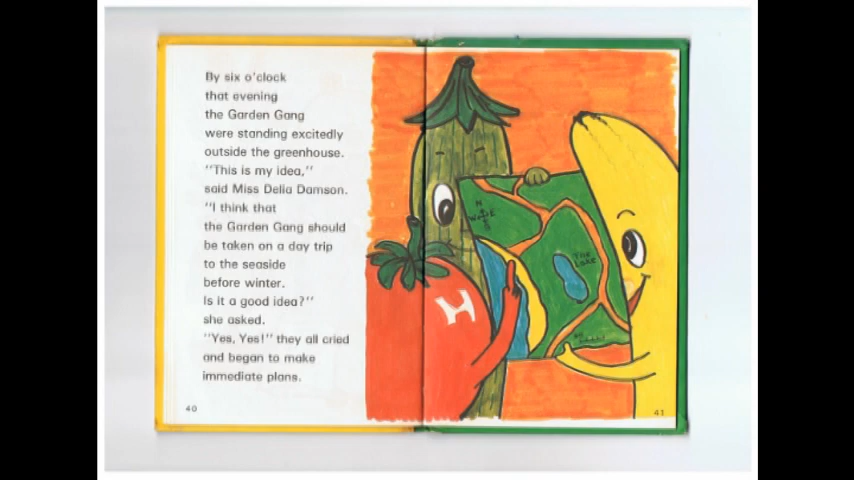 By six o'clock
that evening
the Garden Gang
were standing excitedly
outside the greenhouse.
"This is my idea,"
said Miss Delia Damson.
"I think that
the Garden Gang should
be taken on a day trip
to the seaside
before winter.
Is it a good idea?"
she asked.
"Yes, Yes!" they all cried
and began to make
immediate plans.
40
N
W E
S
The
Lake
H
41